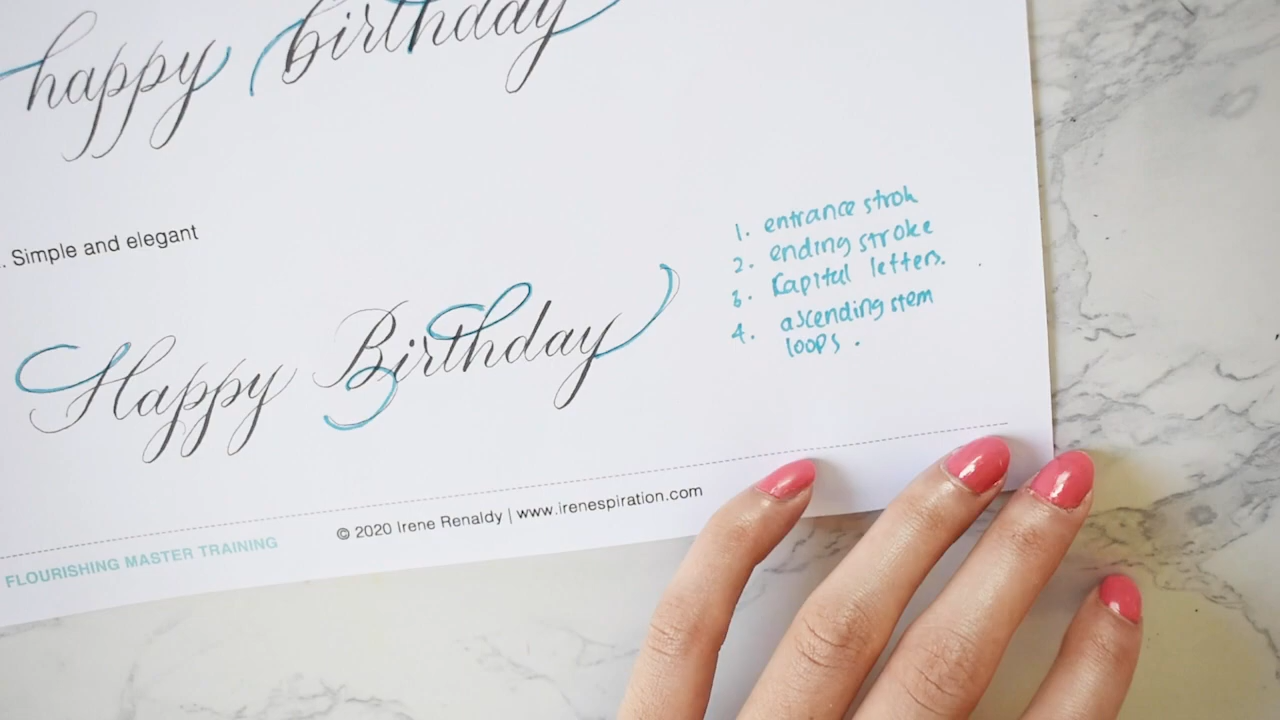 happy birthday
. Simple and elegant
1. entrance strok
2. ending stroke
3. Kapital letters.
4. ascending stem
loops.
Happy Birthday
© 2020 Irene Renaldy | www.irenespiration.com
FLOURISHING MASTER TRAINING